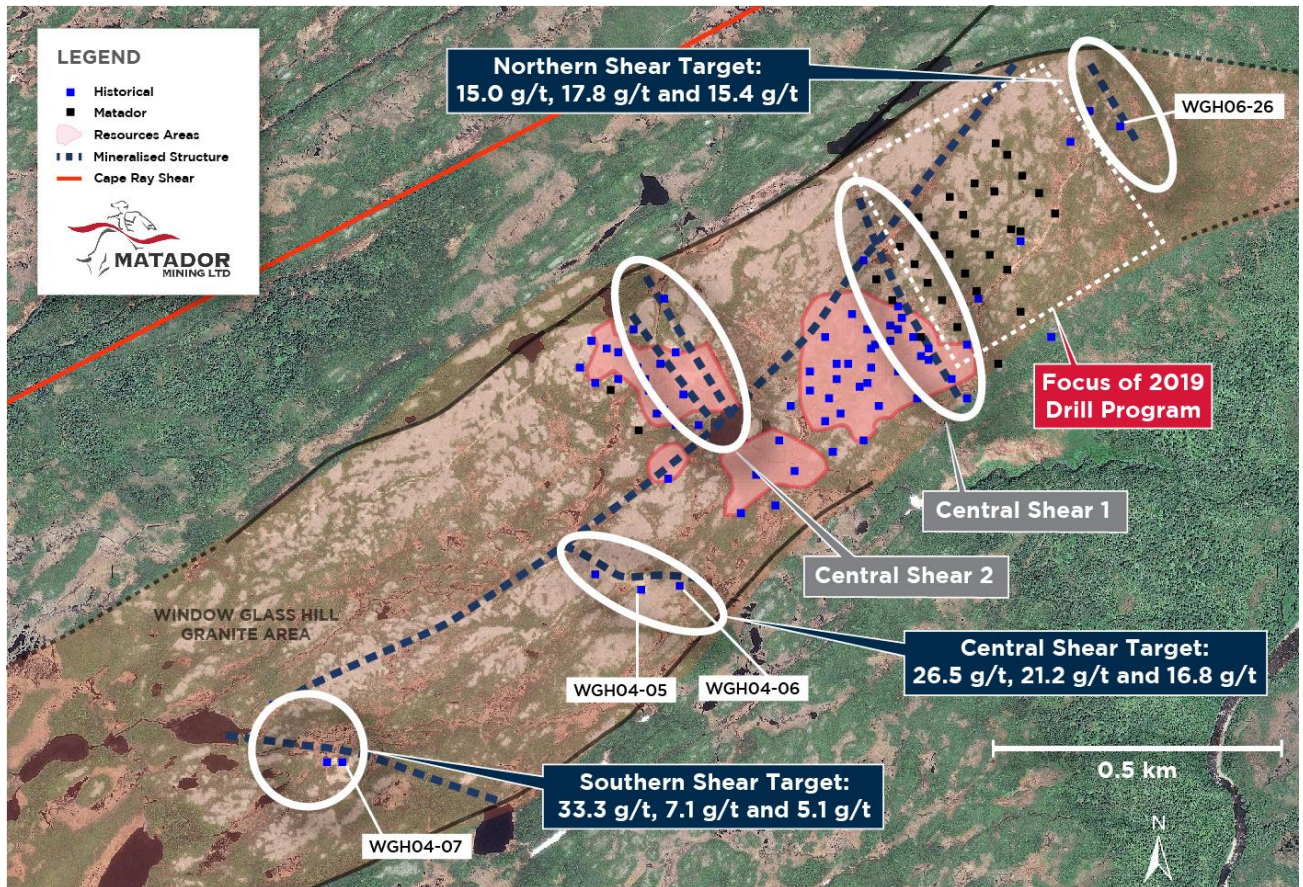 LEGEND
Historical
Matador
Resources Areas
Mineralised Structure
Cape Ray Shear
MATADOR
MINING LTD
Northern Shear Target:
15.0 g/t, 17.8 g/t and 15.4 g/t
WGH06-26
Focus of 2019
Drill Program
Central Shear 1
Central Shear 2
WINDOW GLASS HILL
GRANITE AREA
WGH04-05
WGH04-06
Central Shear Target:
26.5 g/t, 21.2 g/t and 16.8 g/t
Southern Shear Target:
33.3 g/t, 7.1 g/t and 5.1 g/t
WGH04-07
0.5 km
N